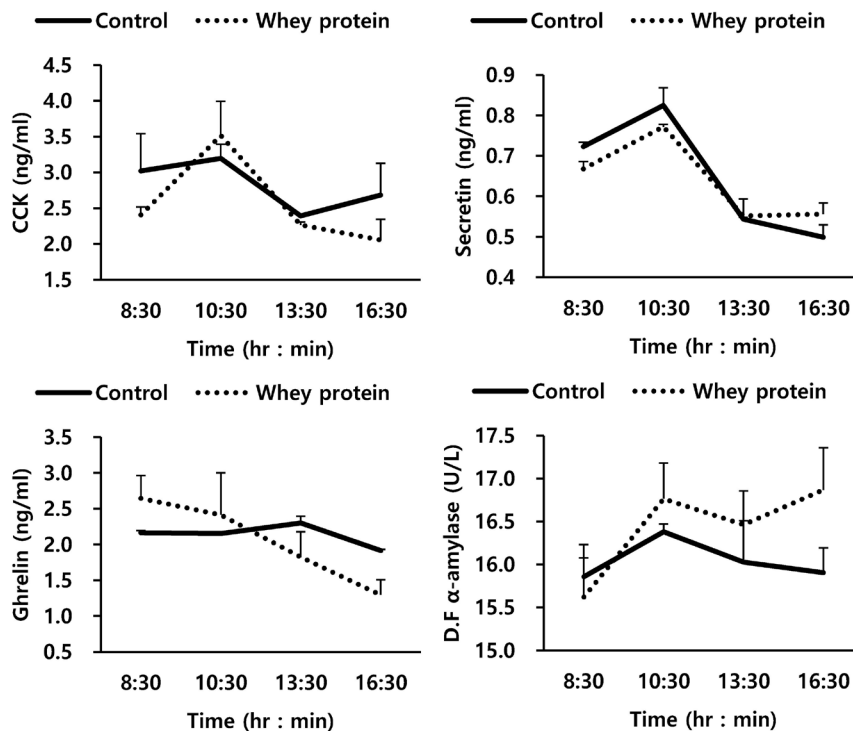 Control Whey protein
CCK (ng/ml)
4.5
4.0
3.5
3.0
2.5
2.0
1.5
8:30 10:30 13:30 16:30
Time (hr : min)
Control Whey protein
Secretin (ng/ml)
0.9
0.8
0.7
0.6
0.5
0.4
8:30 10:30 13:30 16:30
Time (hr : min)
Control Whey protein
Ghrelin (ng/ml)
3.5
3.0
2.5
2.0
1.5
1.0
0.5
8:30 10:30 13:30 16:30
Time (hr : min)
Control Whey protein
D.F α-amylase (U/L)
17.5
17.0
16.5
16.0
15.5
15.0
8:30 10:30 13:30 16:30
Time (hr : min)